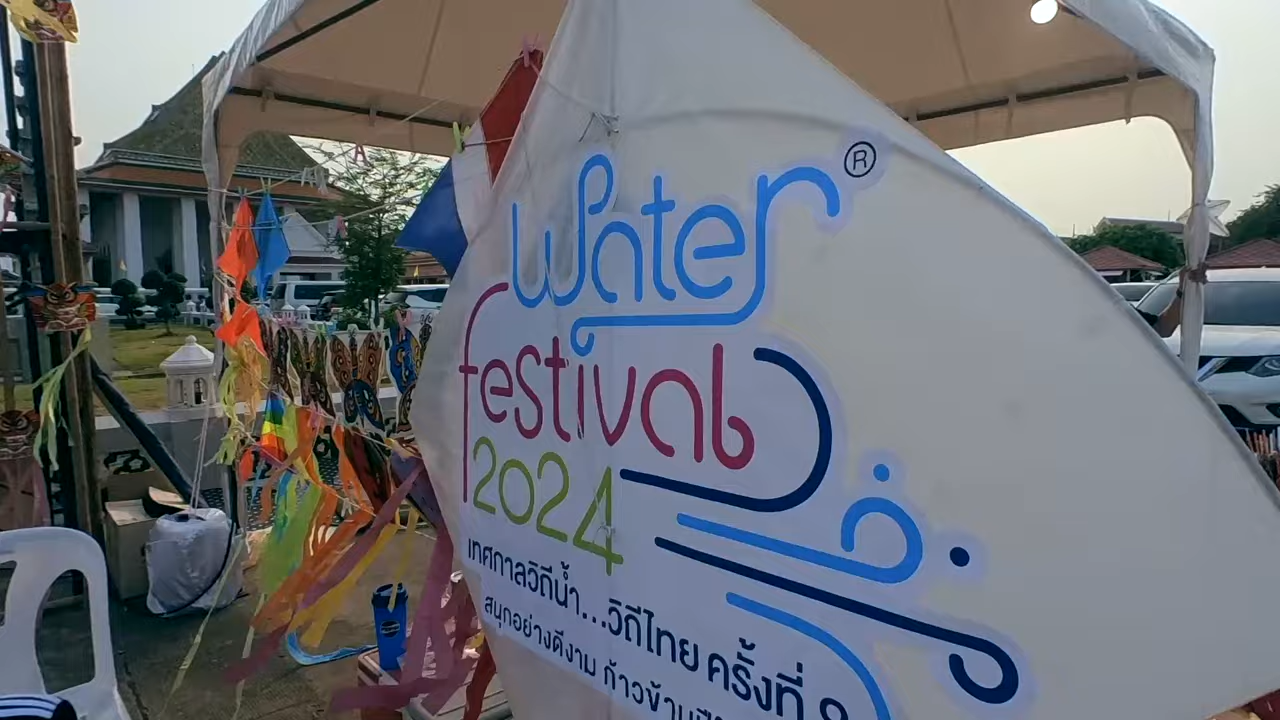 Water ®
festival
2024
เทศกาลวิถีน้ำ...วิถีไทย ครั้งที่
สนุกอย่างดีงาม ก้าวข้าม